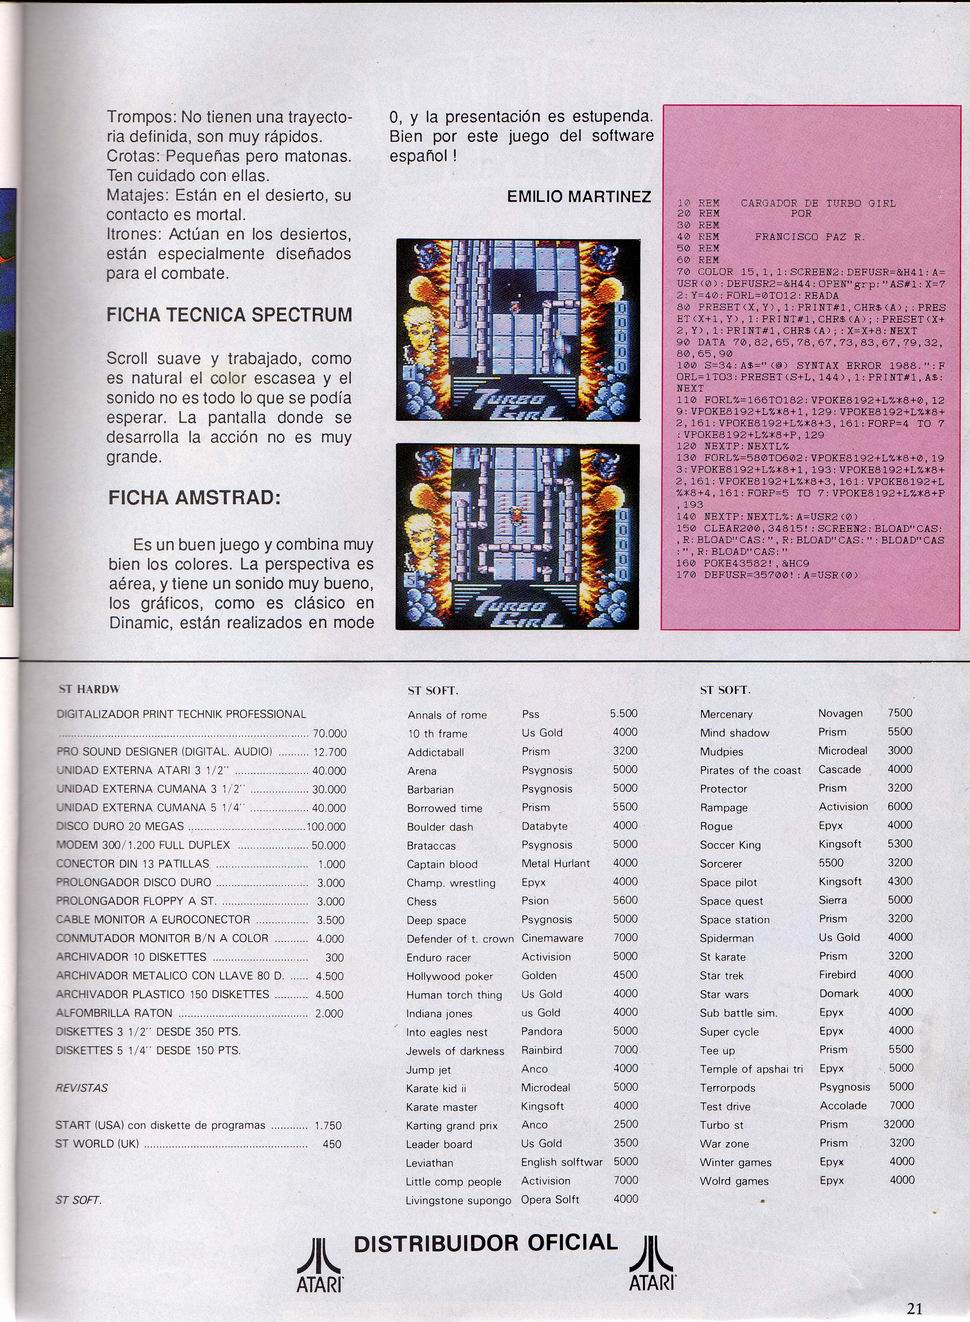 Trompos: No tienen una trayecto-
ria definida, son muy rápidos.
Crotas: Pequeñas pero matonas.
Ten cuidado con ellas.
Matajes: Están en el desierto, su
contacto es mortal.
Itrones: Actúan en los desiertos,
están especialmente diseñados
para el combate.
FICHA TECNICA SPECTRUM
Scroll suave y trabajado, como
es natural el color escasea y el
sonido no es todo lo que se podía
esperar. La pantalla donde se
desarrolla la acción no es muy
grande.
FICHA AMSTRAD:
Es un buen juego y combina muy
bien los colores. La perspectiva es
aérea, y tiene un sonido muy bueno,
los gráficos, como es clásico en
Dinamic, están realizados en mode
0, y la presentación es estupenda.
Bien por este juego del software
español !
EMILIO MARTINEZ
1
TURBO
GIRL
5
TURBO
GIRL
10 REM CARGADOR DE TURBO GIRL
20 REM POR
30 REM
40 REM FRANCISCO PAZ R.
50 REM
60 REM
70 COLOR 15,1,1:SCREEN2:DEFUSR=&H41:A=
USR(0):DEFUSR2=&H44:OPEN"grp:"AS#1:X=7
2:Y=40:FORL=0TO12:READA
80 PRESET(X,Y),1:PRINT#1,CHR$(A);:PRES
ET(X+1,Y),1:PRINT#1,CHR$(A);:PRESET(X+
2,Y),1:PRINT#1,CHR$(A);:X=X+8:NEXT
90 DATA 70,82,65,78,67,73,83,67,79,32,
80,65,90
100 S=34:A$="(@) SYNTAX ERROR 1988.":F
ORL=1TO3:PRESET(S+L,144),1:PRINT#1,A$:
NEXT
110 FORL%=166TO182:VPOKE8192+L%*8+0,12
9:VPOKE8192+L%*8+1,129:VPOKE8192+L%*8+
2,161:VPOKE8192+L%*8+3,161:FORP=4 TO 7
:VPOKE8192+L%*8+P,129
120 NEXTP:NEXTL%
130 FORL%=580TO602:VPOKE8192+L%*8+0,19
3:VPOKE8192+L%*8+1,193:VPOKE8192+L%*8+
2,161:VPOKE8192+L%*8+3,161:VPOKE8192+L
%*8+4,161:FORP=5 TO 7:VPOKE8192+L%*8+P
,193
140 NEXTP:NEXTL%:A=USR2(0)
150 CLEAR200,34815!:SCREEN2:BLOAD"CAS:
,R:BLOAD"CAS:",R:BLOAD"CAS:":BLOAD"CAS
:",R:BLOAD"CAS:"
160 POKE43582!,&HC9
170 DEFUSR=35700!:A=USR(0)
ST HARDW
DIGITALIZADOR PRINT TECHNIK PROFESSIONAL
.......... 70.000
PRO SOUND DESIGNER (DIGITAL. AUDIO) .......... 12.700
UNIDAD EXTERNA ATARI 3 1/2'' .......... 40.000
UNIDAD EXTERNA CUMANA 3 1/2'' .......... 30.000
UNIDAD EXTERNA CUMANA 5 1/4'' .......... 40.000
DISCO DURO 20 MEGAS .......... 100.000
MODEM 300/1.200 FULL DUPLEX .......... 50.000
CONECTOR DIN 13 PATILLAS .......... 1.000
PROLONGADOR DISCO DURO .......... 3.000
PROLONGADOR FLOPPY A ST. .......... 3.000
CABLE MONITOR A EUROCONECTOR .......... 3.500
CONMUTADOR MONITOR B/N A COLOR .......... 4.000
ARCHIVADOR 10 DISKETTES .......... 300
ARCHIVADOR METALICO CON LLAVE 80 D. ...... 4.500
ARCHIVADOR PLASTICO 150 DISKETTES .......... 4.500
ALFOMBRILLA RATON .......... 2.000
DISKETTES 3 1/2'' DESDE 350 PTS.
DISKETTES 5 1/4'' DESDE 150 PTS.
REVISTAS
START (USA) con diskette de programas .......... 1.750
ST WORLD (UK) .......... 450
ST SOFT.
ST SOFT.
Annals of rome Pss 5.500
10 th frame Us Gold 4000
Addictaball Prism 3200
Arena Psygnosis 5000
Barbarian Psygnosis 5000
Borrowed time Prism 5500
Boulder dash Databyte 4000
Brataccas Psygnosis 5000
Captain blood Metal Hurlant 4000
Champ. wrestling Epyx 4000
Chess Psion 5600
Deep space Psygnosis 5000
Defender of t. crown Cinemaware 7000
Enduro racer Activision 5000
Hollywood poker Golden 4500
Human torch thing Us Gold 4000
Indiana jones us Gold 4000
Into eagles nest Pandora 5000
Jewels of darkness Rainbird 7000
Jump jet Anco 4000
Karate kid ii Microdeal 5000
Karate master Kingsoft 4000
Karting grand prix Anco 2500
Leader board Us Gold 3500
Leviathan English solftwar 5000
Little comp people Activision 7000
Livingstone supongo Opera Solft 4000
ST SOFT.
Mercenary Novagen 7500
Mind shadow Prism 5500
Mudpies Microdeal 3000
Pirates of the coast Cascade 4000
Protector Prism 3200
Rampage Activision 6000
Rogue Epyx 4000
Soccer King Kingsoft 5300
Sorcerer 5500 3200
Space pilot Kingsoft 4300
Space quest Sierra 5000
Space station Prism 3200
Spiderman Us Gold 4000
St karate Prism 3200
Star trek Firebird 4000
Star wars Domark 4000
Sub battle sim. Epyx 4000
Super cycle Epyx 4000
Tee up Prism 5500
Temple of apshai tri Epyx 5000
Terrorpods Psygnosis 5000
Test drive Accolade 7000
Turbo st Prism 32000
War zone Prism 3200
Winter games Epyx 4000
Wolrd games Epyx 4000
DISTRIBUIDOR OFICIAL
ATARI
ATARI
21